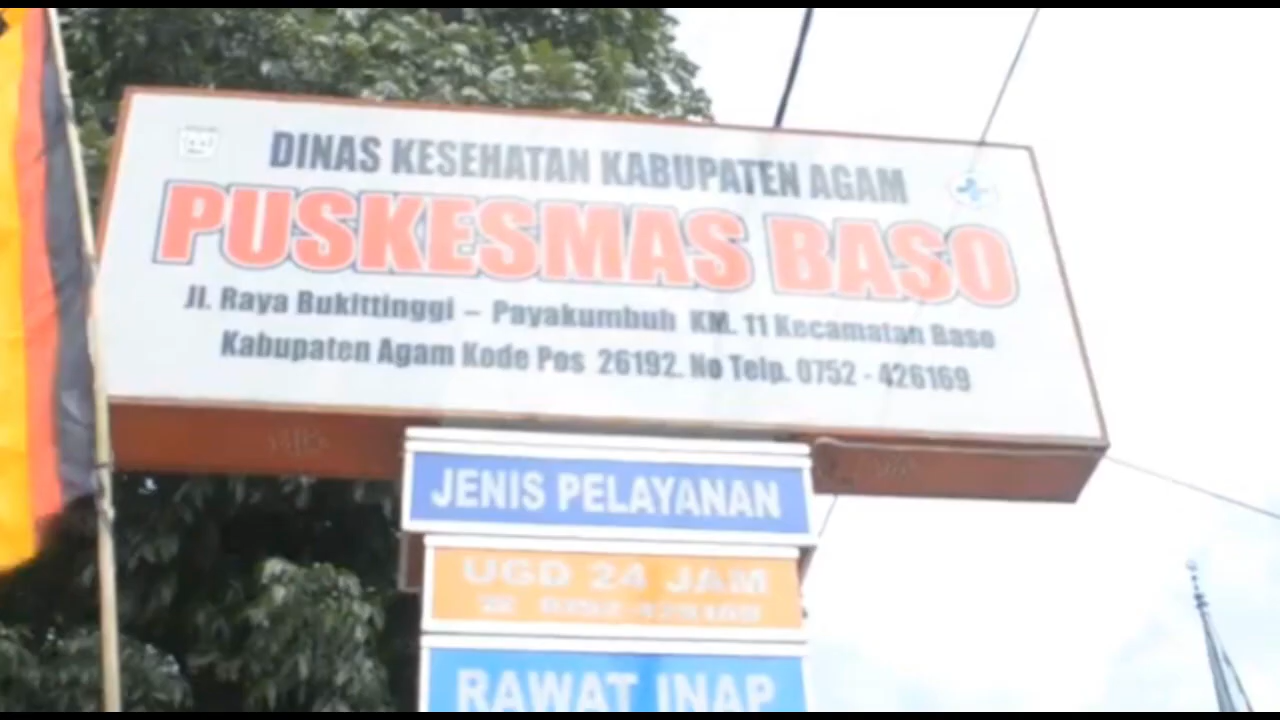 DINAS KESEHATAN KABUPATEN AGAM
PUSKESMAS BASO
Jl. Raya Bukittinggi – Payakumbuh KM. 11 Kecamatan Baso
Kabupaten Agam Kode Pos 26192. No Telp. 0752 - 426169
JENIS PELAYANAN
UGD 24 JAM
RAWAT INAP